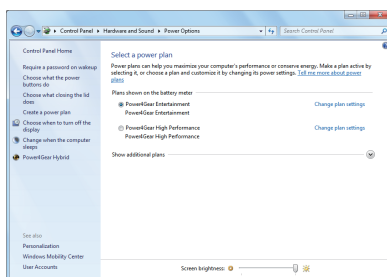 Control Panel ▸ Hardware and Sound ▸ Power Options
Search Control Panel
Control Panel Home
Require a password on wakeup
Choose what the power
buttons do
Choose what closing the lid
does
Create a power plan
Choose when to turn off the
display
Change when the computer
sleeps
Power4Gear Hybrid
See also
Personalization
Windows Mobility Center
User Accounts
Select a power plan
Power plans can help you maximize your computer's performance or conserve energy. Make a plan active by
selecting it, or choose a plan and customize it by changing its power settings. Tell me more about power
plans
Plans shown on the battery meter
Power4Gear Entertainment Change plan settings
Power4Gear Entertainment
Power4Gear High Performance Change plan settings
Power4Gear High Performance
Show additional plans
Screen brightness: